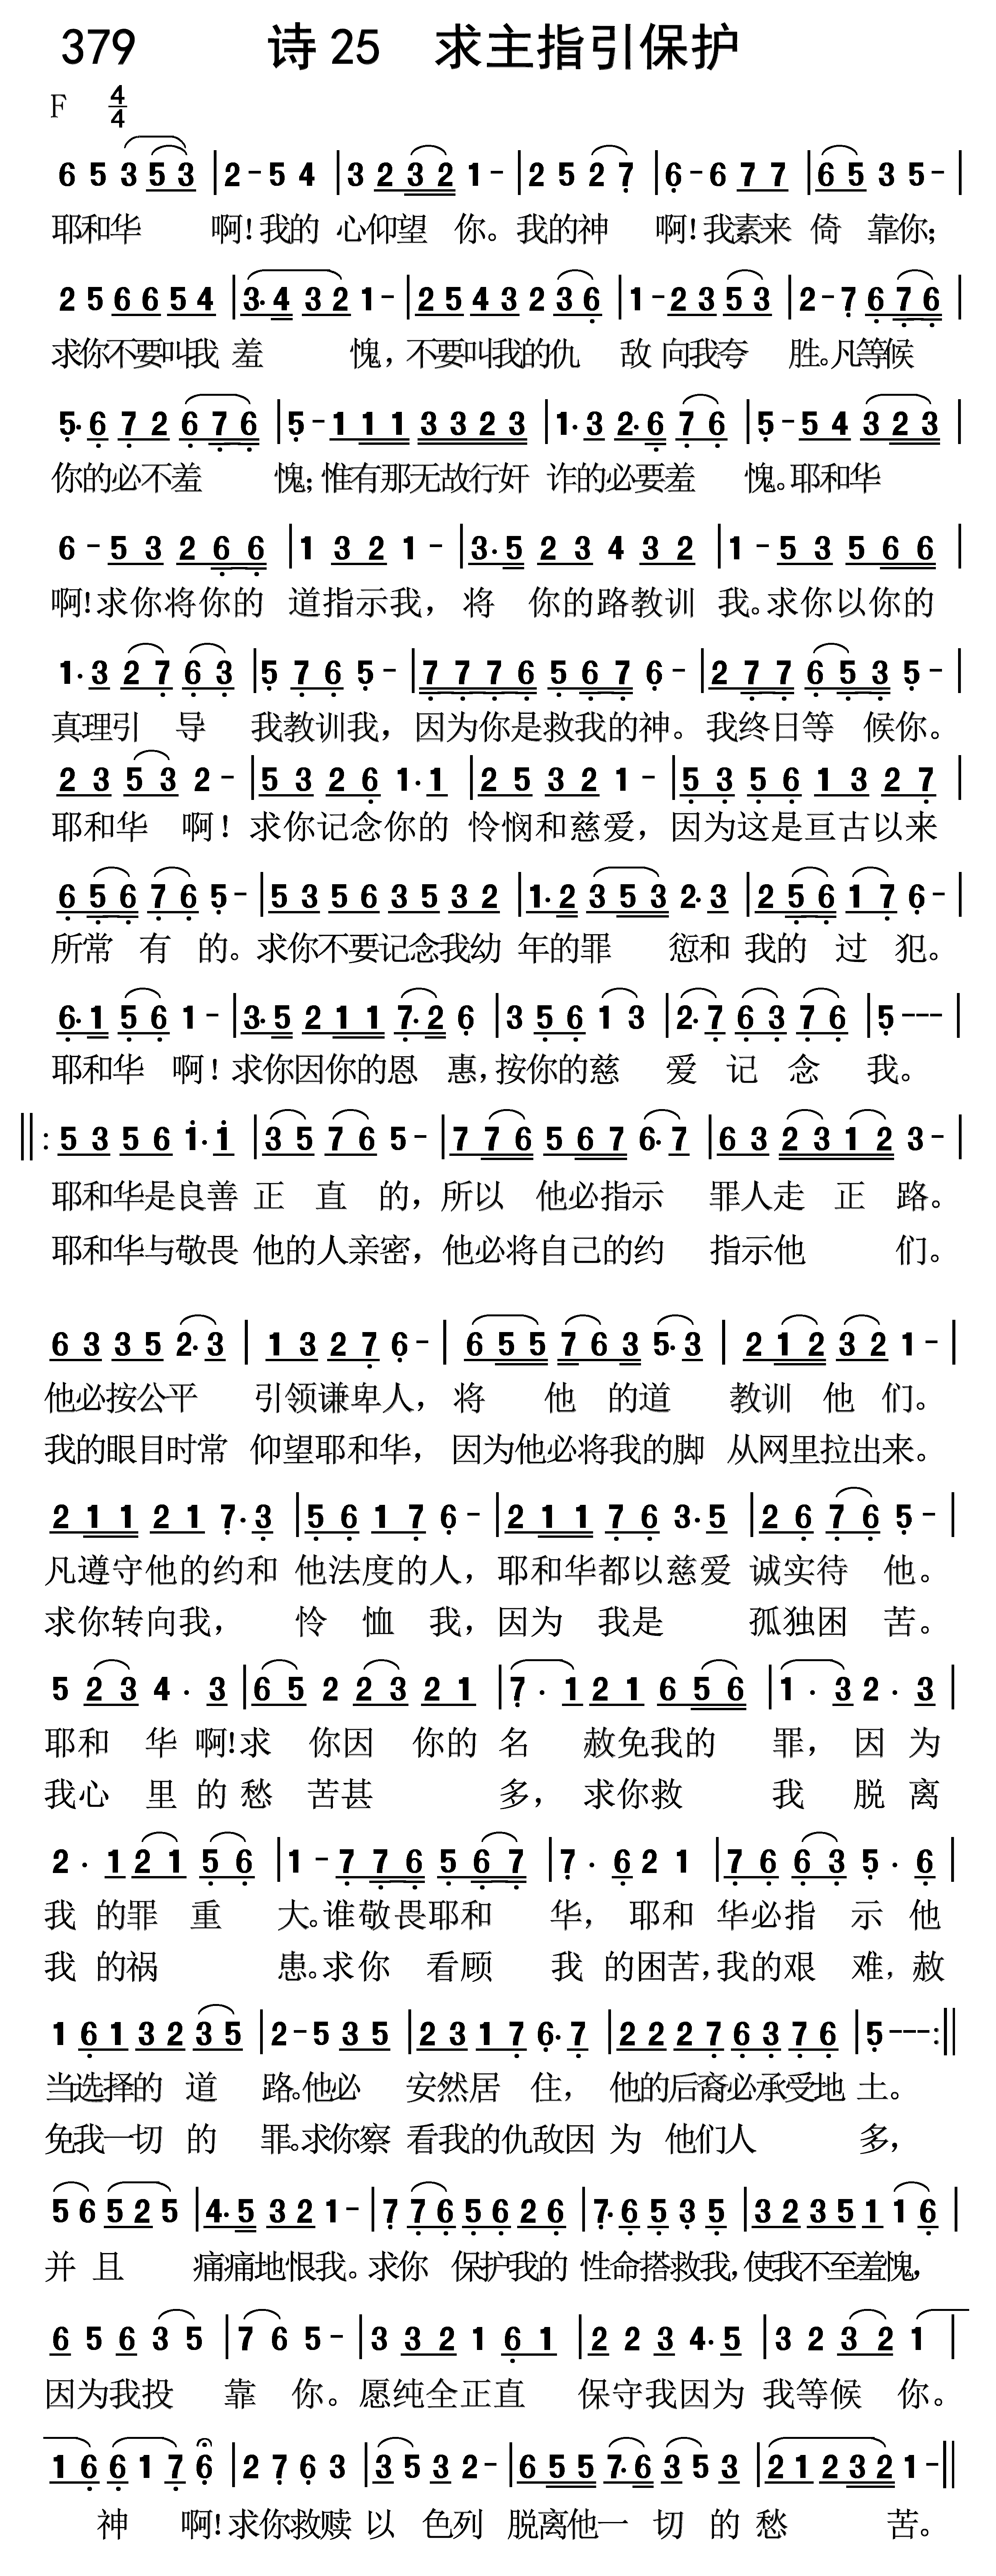 379 诗 25 求主指引保护
F 4/4
6 5 3 5 3 | 2 - 5 4 | 3 2 3 2 1 - | 2 5 2 7 | 6 - 6 7 7 | 6 5 3 5 - |
耶和华 啊! 我的 心仰望 你。我的神 啊! 我素来 倚 靠你;
2 5 6 6 5 4 | 3· 4 3 2 1 - | 2 5 4 3 2 3 6 | 1 - 2 3 5 3 | 2 - 7 6 7 6 |
求你不要叫我 羞 愧, 不要叫我的仇 敌 向我夸 胜。凡等候
5· 6 7 2 6 7 6 | 5 - 1 1 1 3 3 2 3 | 1· 3 2· 6 7 6 | 5 - 5 4 3 2 3 |
你的必不羞 愧; 惟有那无故行奸 诈的必要羞 愧。耶和华
6 - 5 3 2 6 6 | 1 3 2 1 - | 3· 5 2 3 4 3 2 | 1 - 5 3 5 6 6 |
啊! 求你将你的 道指示我, 将 你的路教训 我。求你以你的
1· 3 2 7 6 3 | 5 7 6 5 - | 7 7 7 6 5 6 7 6 - | 2 7 7 6 5 3 5 - |
真理引 导 我教训我, 因为你是救我的神。我终日等 候你。
2 3 5 3 2 - | 5 3 2 6 1· 1 | 2 5 3 2 1 - | 5 3 5 6 1 3 2 7 |
耶和华 啊! 求你记念你的 怜悯和慈爱, 因为这是亘古以来
6 5 6 7 6 5 - | 5 3 5 6 3 5 3 2 | 1· 2 3 5 3 2· 3 | 2 5 6 1 7 6 - |
所常 有 的。求你不要记念我幼 年的罪 愆和 我的 过 犯。
6· 1 5 6 1 - | 3· 5 2 1 1 7· 2 6 | 3 5 6 1 3 | 2· 7 6 3 7 6 | 5 - - - |
耶和华 啊! 求你因你的恩 惠, 按你的慈 爱 记 念 我。
‖: 5 3 5 6 1· 1 | 3 5 7 6 5 - | 7 7 6 5 6 7 6· 7 | 6 3 2 3 1 2 3 - |
耶和华是良善 正 直 的, 所以 他必指示 罪人走 正 路。
耶和华与敬畏 他的人亲密, 他必将自己的约 指示他 们。
6 3 3 5 2· 3 | 1 3 2 7 6 - | 6 5 5 7 6 3 5· 3 | 2 1 2 3 2 1 - |
他必按公平 引领谦卑人, 将 他 的道 教训 他 们。
我的眼目时常 仰望耶和华, 因为他必将我的脚 从网里拉出来。
2 1 1 2 1 7· 3 | 5 6 1 7 6 - | 2 1 1 7 6 3· 5 | 2 6 7 6 5 - |
凡遵守他的约和 他法度的人, 耶和华都以慈爱 诚实待 他。
求你转向我, 怜 恤 我, 因为 我是 孤独困 苦。
5 2 3 4 · 3 | 6 5 2 2 3 2 1 | 7 · 1 2 1 6 5 6 | 1 · 3 2 · 3 |
耶和 华 啊! 求 你因 你的 名 赦免我的 罪, 因 为
我心 里 的 愁 苦甚 多, 求你救 我 脱 离
2 · 1 2 1 5 6 | 1 - 7 7 6 5 6 7 | 7 · 6 2 1 | 7 6 6 3 5 · 6 |
我 的罪 重 大。谁敬畏耶和 华, 耶和 华必指 示 他
我 的祸 患。求你 看顾 我 的困苦, 我的艰 难, 赦
1 6 1 3 2 3 5 | 2 - 5 3 5 | 2 3 1 7 6· 7 | 2 2 2 7 6 3 7 6 | 5 - - - :‖
当选择的 道 路。他必 安然居 住, 他的后裔必承受地 土。
免我一切 的 罪。求你察 看我的仇敌因 为 他们人 多,
5 6 5 2 5 | 4· 5 3 2 1 - | 7 7 6 5 6 2 6 | 7· 6 5 3 5 | 3 2 3 5 1 1 6 |
并 且 痛痛地恨我。求你 保护我的 性命搭救我, 使我不至羞愧,
6 5 6 3 5 | 7 6 5 - | 3 3 2 1 6 1 | 2 2 3 4· 5 | 3 2 3 2 1 |
因为我投 靠 你。愿纯全正直 保守我因为 我等候 你。
1 6 6 1 7 6 | 2 7 6 3 | 3 5 3 2 - | 6 5 5 7· 6 3 5 3 | 2 1 2 3 2 1 - ‖
神 啊! 求你救赎 以 色列 脱离他一 切 的 愁 苦。